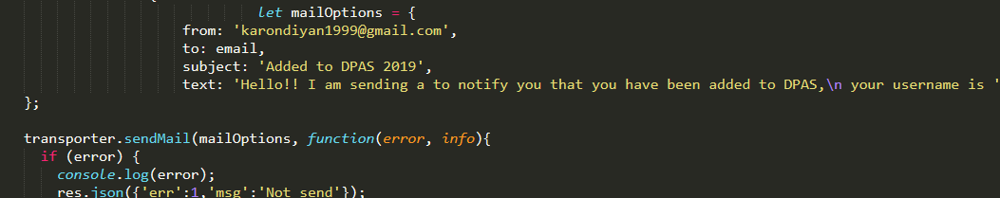 let mailOptions = {
from: 'karondiyan1999@gmail.com',
to: email,
subject: 'Added to DPAS 2019',
text: 'Hello!! I am sending a to notify you that you have been added to DPAS,\n your username is '
};
transporter.sendMail(mailOptions, function(error, info){
if (error) {
console.log(error);
res.json({'err':1,'msg':'Not send'});